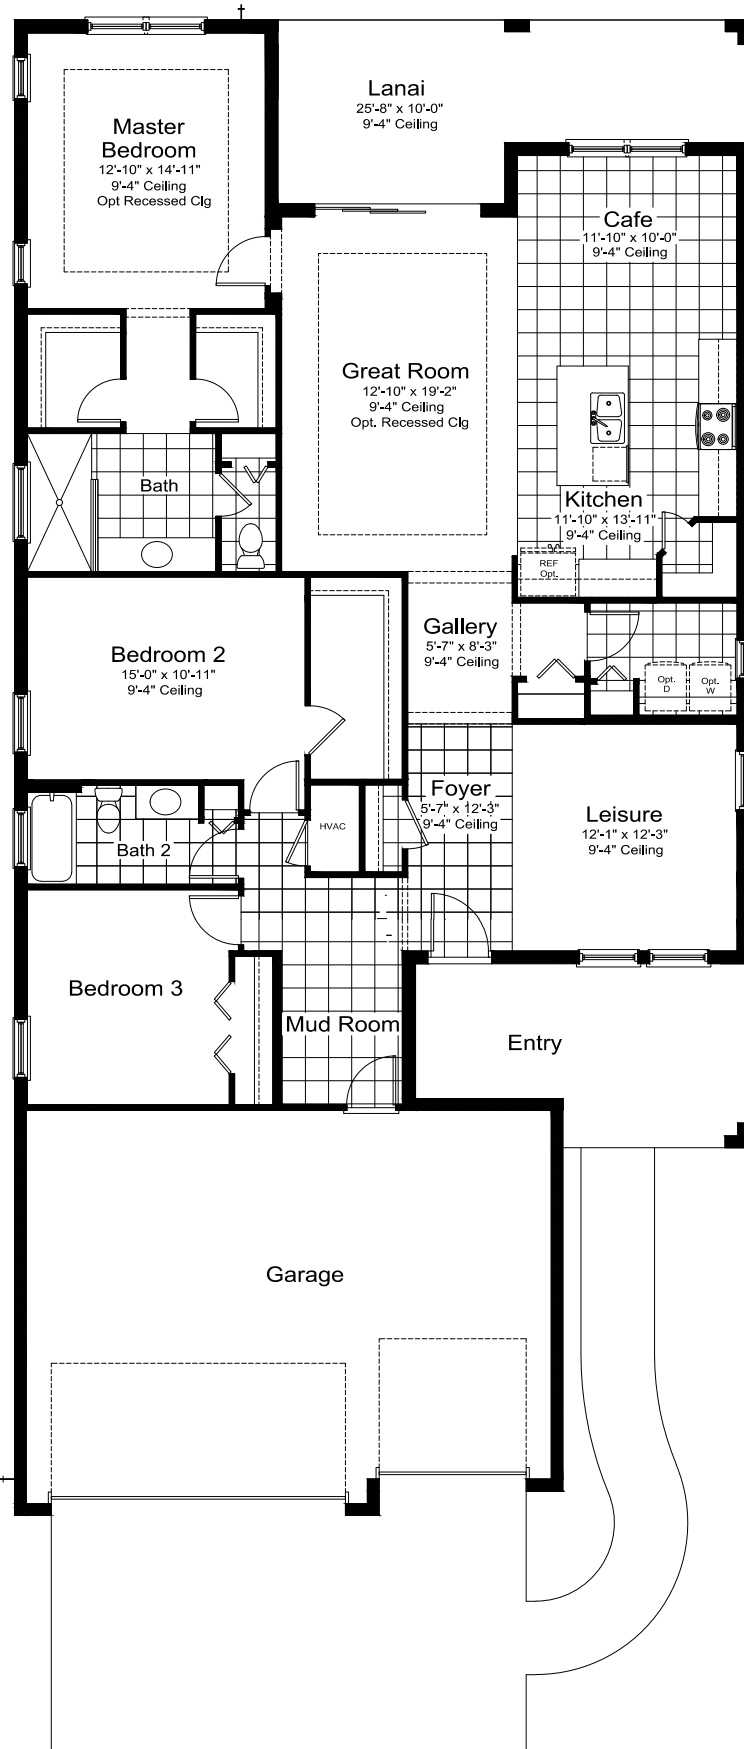 Lanai
25'-8" x 10'-0"
9'-4" Ceiling
Master
Bedroom
12'-10" x 14'-11"
9'-4" Ceiling
Opt Recessed Clg
Cafe
11'-10" x 10'-0"
9'-4" Ceiling
Great Room
12'-10" x 19'-2"
9'-4" Ceiling
Opt. Recessed Clg
Bath
Kitchen
11'-10" x 13'-11"
9'-4" Ceiling
REF
Opt.
Gallery
5'-7" x 8'-3"
9'-4" Ceiling
Bedroom 2
15'-0" x 10'-11"
9'-4" Ceiling
Opt.
D
Opt.
W
Foyer
5'-7" x 12'-3"
9'-4" Ceiling
Leisure
12'-1" x 12'-3"
9'-4" Ceiling
HVAC
Bath 2
Bedroom 3
Mud Room
Entry
Garage